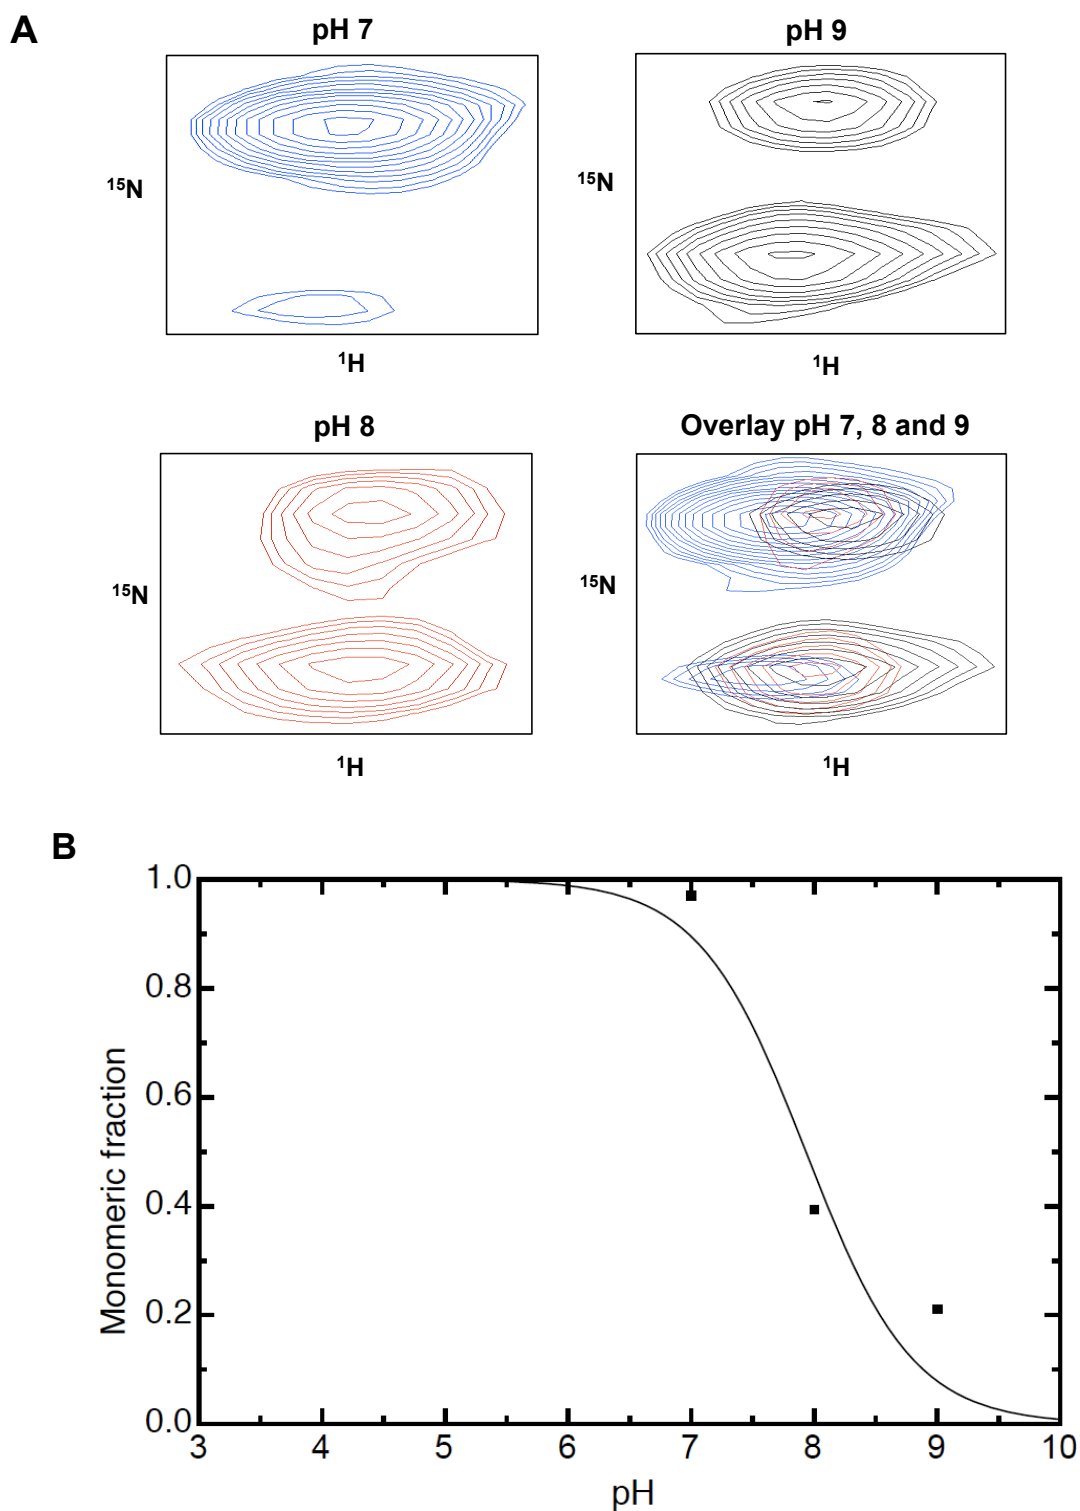 A
pH 7
pH 9
¹⁵N
¹⁵N
¹H
¹H
pH 8
Overlay pH 7, 8 and 9
¹⁵N
¹⁵N
¹H
¹H
B
1.0
0.8
0.6
0.4
0.2
0.0
Monomeric fraction
3 4 5 6 7 8 9 10
pH